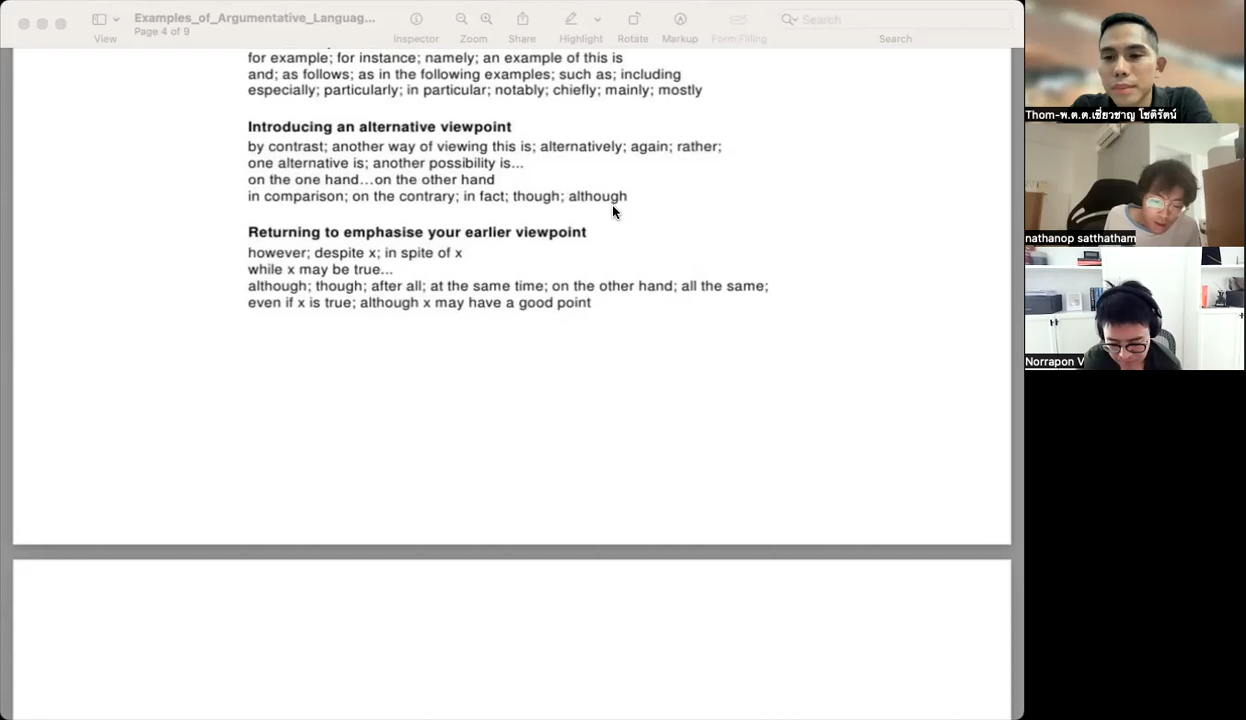 Examples_of_Argumentative_Languag...
Page 4 of 9
View
Inspector
Zoom
Share
Highlight
Rotate
Markup
Form Filling
Search
Search
for example; for instance; namely; an example of this is
and; as follows; as in the following examples; such as; including
especially; particularly; in particular; notably; chiefly; mainly; mostly
Introducing an alternative viewpoint
by contrast; another way of viewing this is; alternatively; again; rather;
one alternative is; another possibility is...
on the one hand...on the other hand
in comparison; on the contrary; in fact; though; although
Returning to emphasise your earlier viewpoint
however; despite x; in spite of x
while x may be true...
although; though; after all; at the same time; on the other hand; all the same;
even if x is true; although x may have a good point
Thom-พ.ต.ต.เชี่ยวชาญ โชติรัตน์
nathanop satthatham
Norrapon V